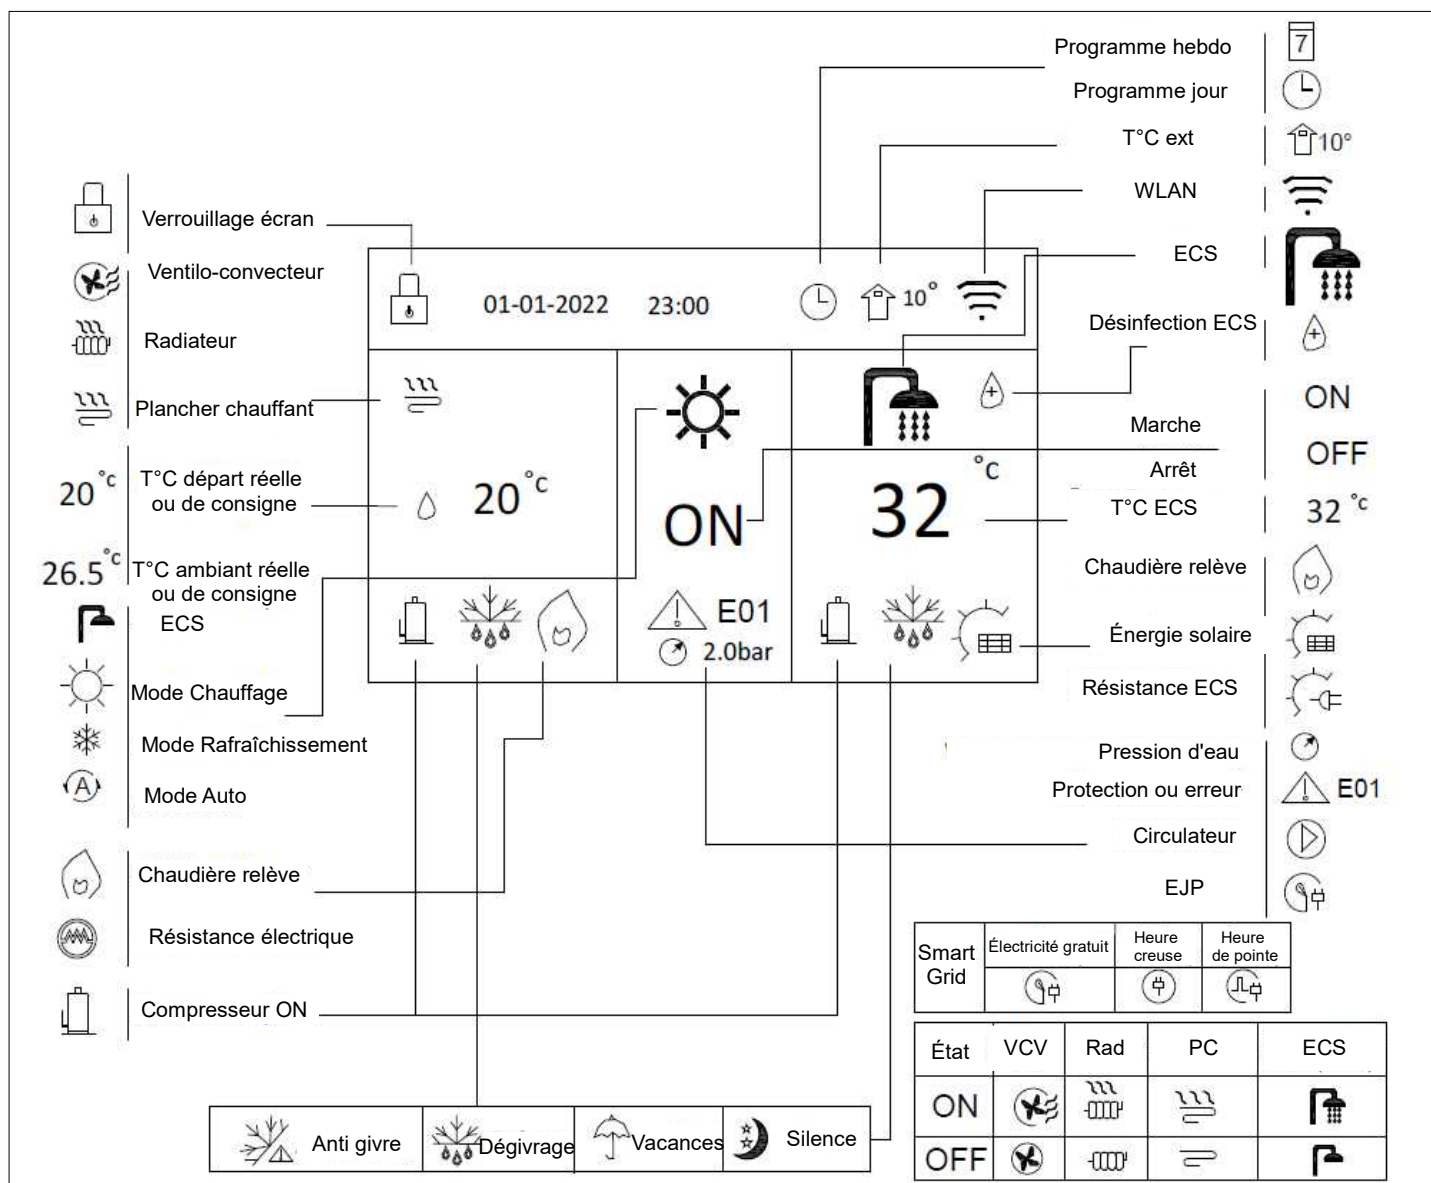 Programme hebdo
7
Programme jour
T°C ext
10°
WLAN
ECS
Désinfection ECS
Marche
ON
Arrêt
OFF
T°C ECS
32 °c
Chaudière relève
Énergie solaire
Résistance ECS
Pression d'eau
Protection ou erreur
E01
Circulateur
EJP
Verrouillage écran
Ventilo-convecteur
Radiateur
Plancher chauffant
20 °c
T°C départ réelle
ou de consigne
26.5 °c
T°C ambiant réelle
ou de consigne
ECS
Mode Chauffage
Mode Rafraîchissement
A
Mode Auto
Chaudière relève
Résistance électrique
Compresseur ON
01-01-2022 23:00
10°
20 °c
ON
E01
2.0bar
°c
32
Anti givre
Dégivrage
Vacances
Silence
Smart
Grid
Électricité gratuit
Heure
creuse
Heure
de pointe
État VCV Rad PC ECS
ON
OFF